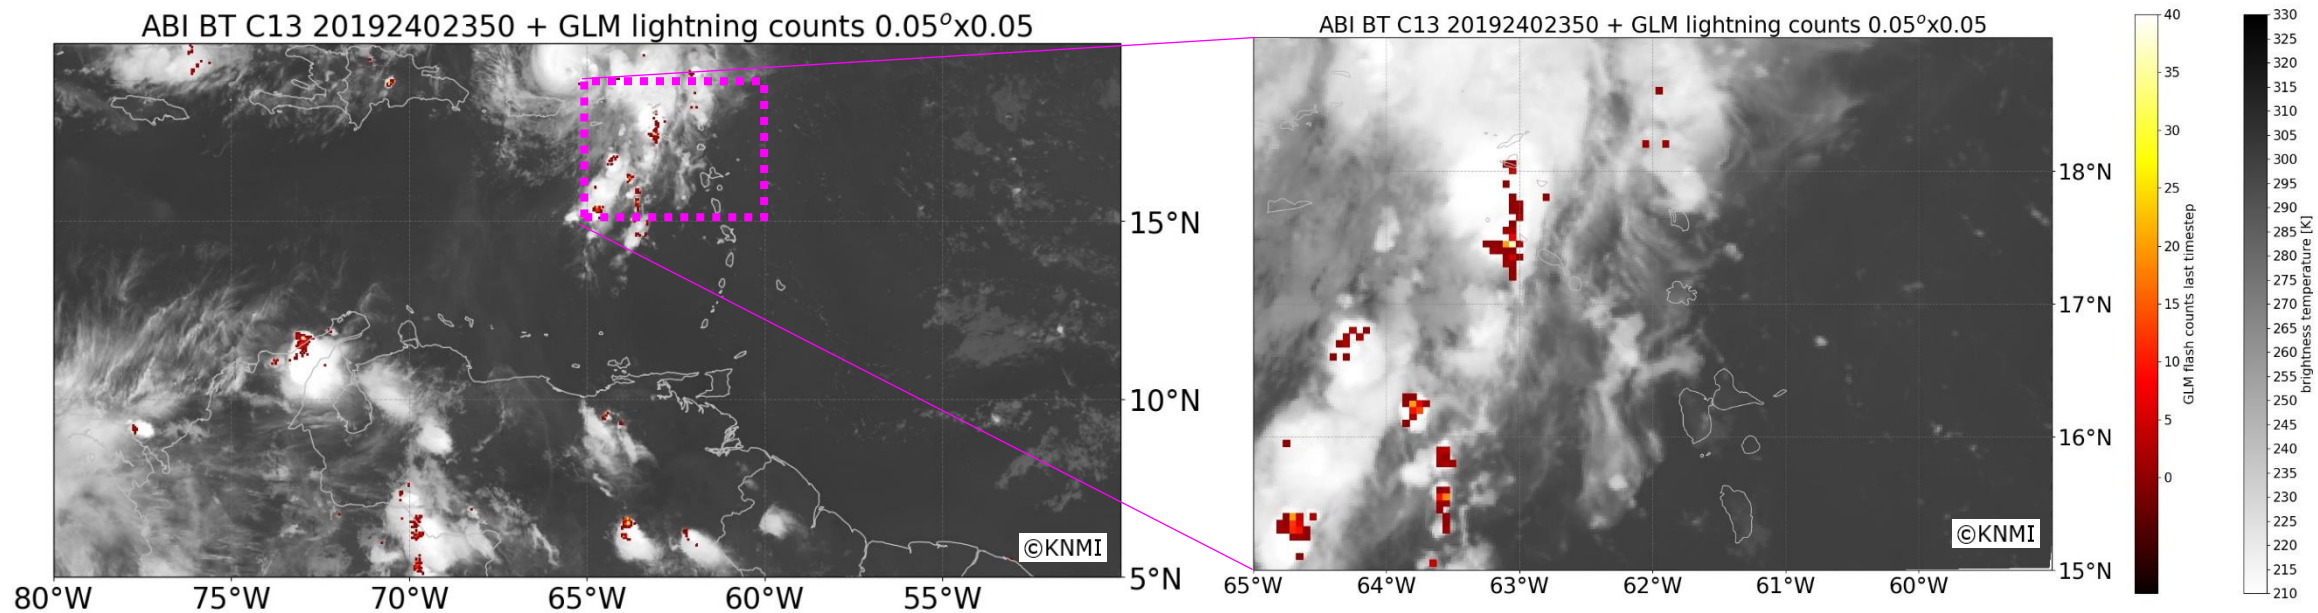 ABI BT C13 20192402350 + GLM lightning counts 0.05°x0.05
15°N
10°N
5°N
80°W 75°W 70°W 65°W 60°W 55°W
©KNMI
ABI BT C13 20192402350 + GLM lightning counts 0.05°x0.05
18°N
17°N
16°N
15°N
65°W 64°W 63°W 62°W 61°W 60°W
©KNMI
40
35
30
25
20
15
10
5
0
GLM flash counts last timestep
330
325
320
315
310
305
300
295
290
285
280
275
270
265
260
255
250
245
240
235
230
225
220
215
210
brightness temperature [K]